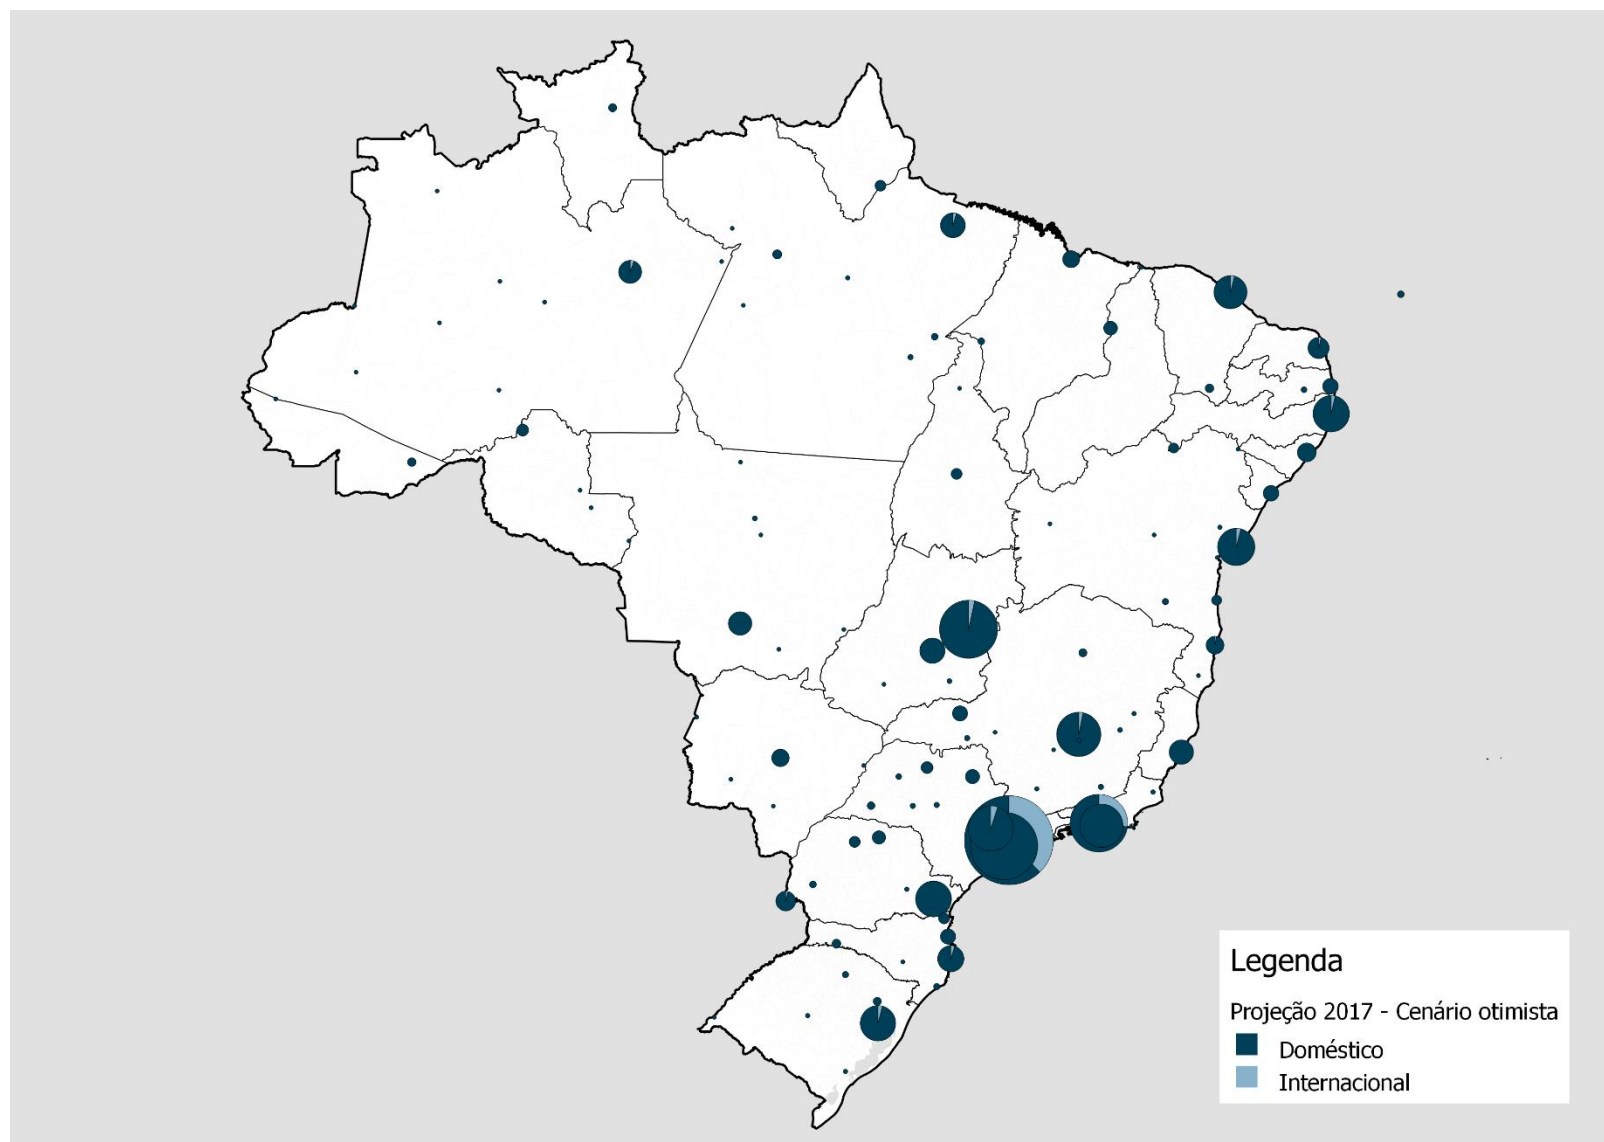 Legenda
Projeção 2017 - Cenário otimista
Doméstico
Internacional